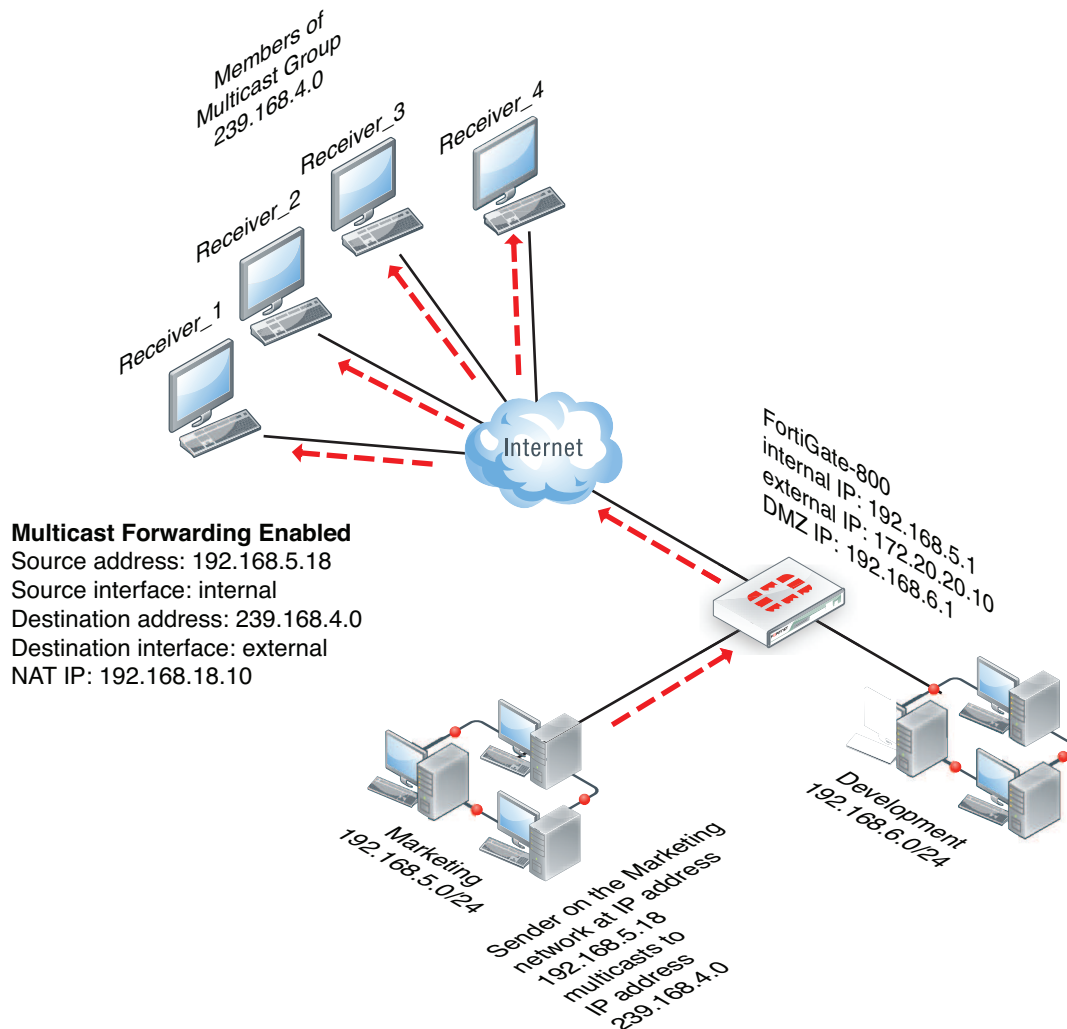 Members of
Multicast Group
239.168.4.0
Receiver_4
Receiver_3
Receiver_2
Receiver_1
Internet
FortiGate-800
internal IP: 192.168.5.1
external IP: 172.20.20.10
DMZ IP: 192.168.6.1
Multicast Forwarding Enabled
Source address: 192.168.5.18
Source interface: internal
Destination address: 239.168.4.0
Destination interface: external
NAT IP: 192.168.18.10
Marketing
192.168.5.0/24
Sender on the Marketing
network at IP address
192.168.5.18
multicasts to
IP address
239.168.4.0
Development
192.168.6.0/24